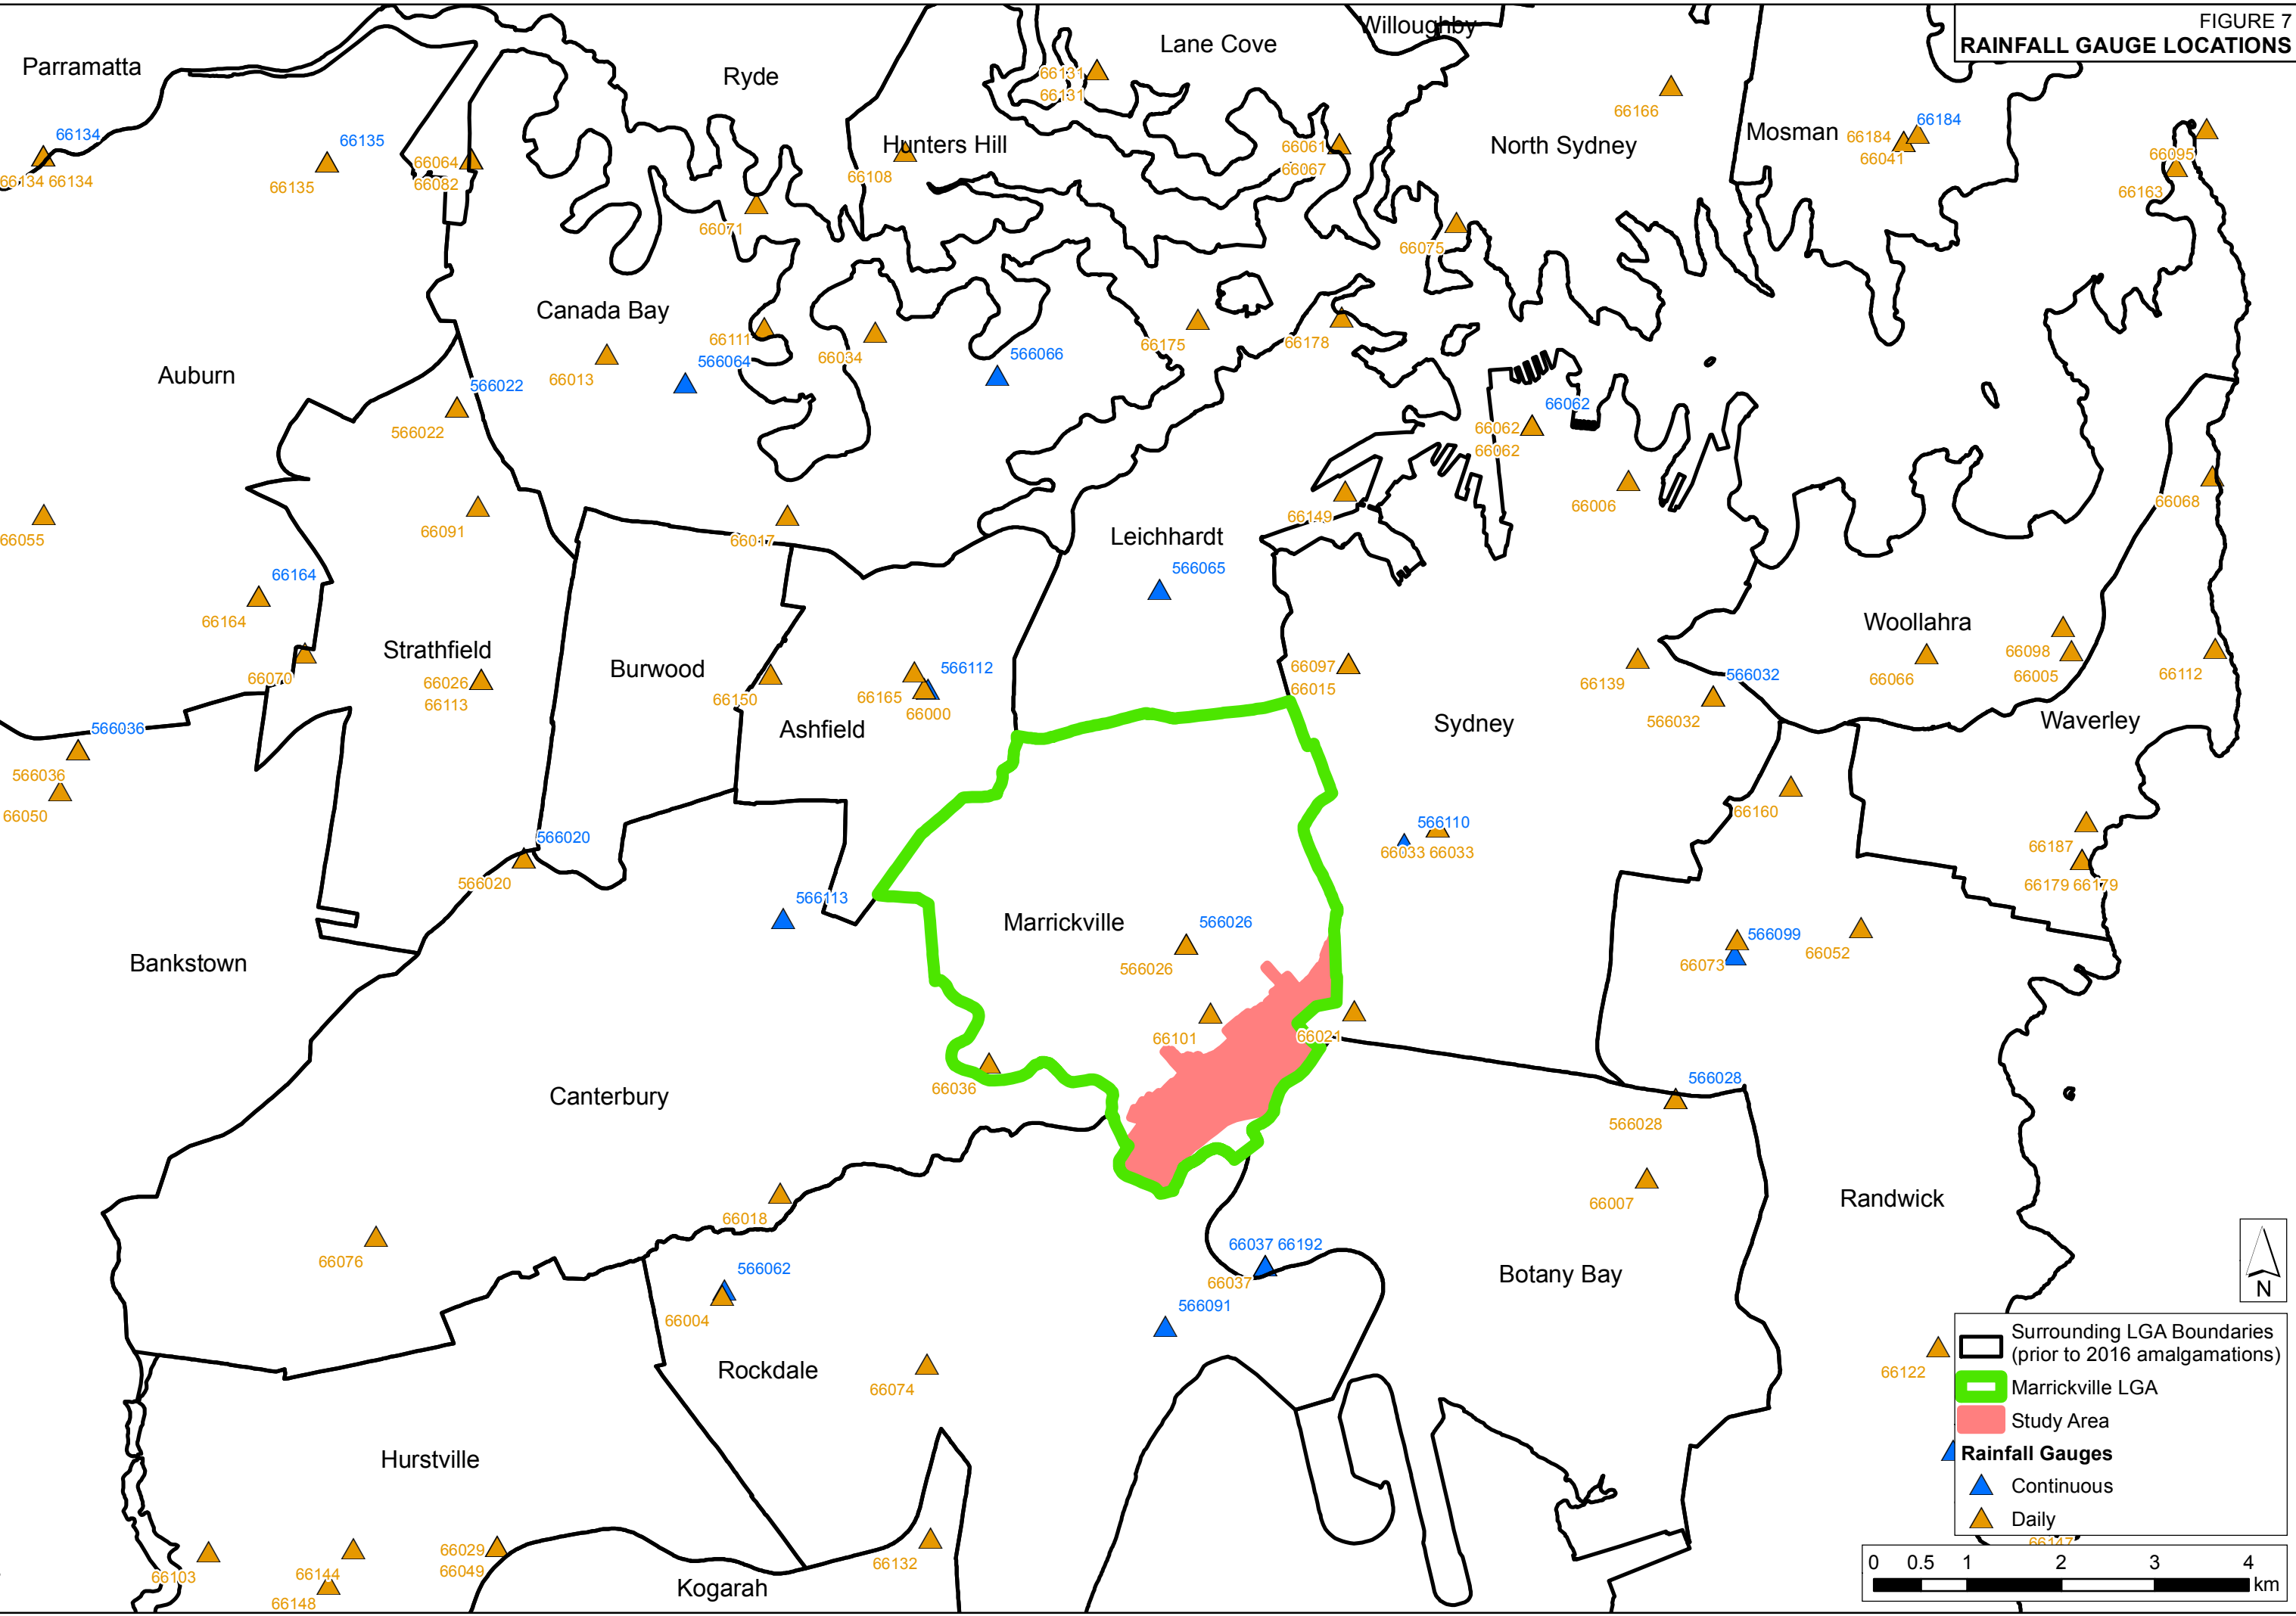 FIGURE 7
RAINFALL GAUGE LOCATIONS
Willoughby
Lane Cove
Parramatta
Ryde
66131
66131
66166
66134
66134 66134
66135
66135
66064
66082
Hunters Hill
66108
66061
66067
North Sydney
Mosman
66184
66184
66041
66095
66163
66071
66075
Canada Bay
66111
566064
66013
66034
566066
66175
66178
Auburn
566022
566022
66062
66062
66062
66006
66068
66055
66091
66017
66149
Leichhardt
566065
66164
66164
66070
Strathfield
66026
66113
Burwood
66150
566112
66165
66000
Ashfield
66097
66015
Sydney
66139
566032
566032
Woollahra
66066
66098
66005
66112
Waverley
566036
566036
66050
66160
566020
566020
566110
66033 66033
66187
66179 66179
566113
Marrickville
566026
566026
Bankstown
566099
66073
66052
66101
66021
66036
Canterbury
566028
566028
66007
Randwick
66018
66076
66037 66192
66037
566062
66004
566091
Botany Bay
Rockdale
66074
66122
Hurstville
66132
66029
66049
66103
66144
66148
Kogarah
N
Surrounding LGA Boundaries
(prior to 2016 amalgamations)
Marrickville LGA
Study Area
Rainfall Gauges
Continuous
Daily
66147
0 0.5 1 2 3 4
km